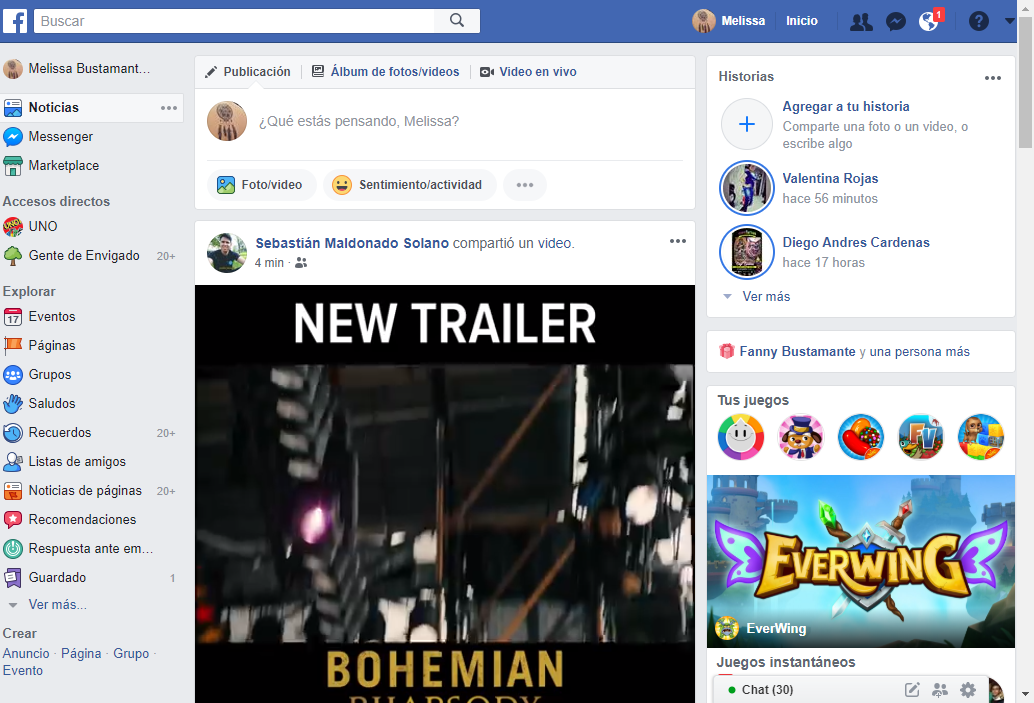 Buscar
Melissa
Inicio
1
Melissa Bustamant...
Noticias
Messenger
Marketplace
Accesos directos
UNO
Gente de Envigado 20+
Explorar
17
Eventos
Páginas
Grupos
Saludos
Recuerdos 20+
Listas de amigos
Noticias de páginas 20+
Recomendaciones
Respuesta ante em...
Guardado 1
Ver más...
Crear
Anuncio · Página · Grupo ·
Evento
Publicación
Álbum de fotos/videos
Video en vivo
¿Qué estás pensando, Melissa?
Foto/video
Sentimiento/actividad
Sebastián Maldonado Solano compartió un video.
4 min ·
NEW TRAILER
BOHEMIAN
RHAPSODY
Historias
Agregar a tu historia
Comparte una foto o un video, o
escribe algo
Valentina Rojas
hace 56 minutos
Diego Andres Cardenas
hace 17 horas
Ver más
Fanny Bustamante y una persona más
Tus juegos
FV
EVERWING
EverWing
Juegos instantáneos
Chat (30)